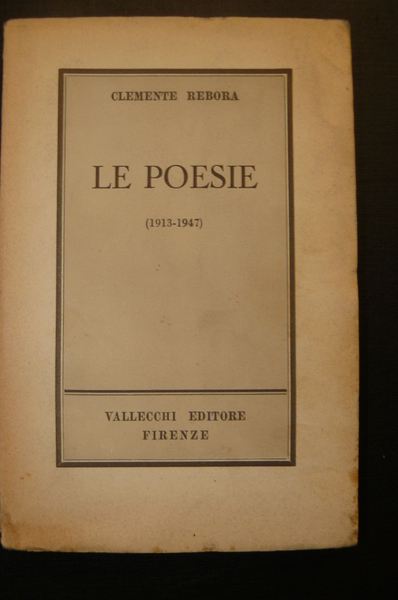 CLEMENTE REBORA
LE POESIE
(1913-1947)
VALLECCHI EDITORE
FIRENZE